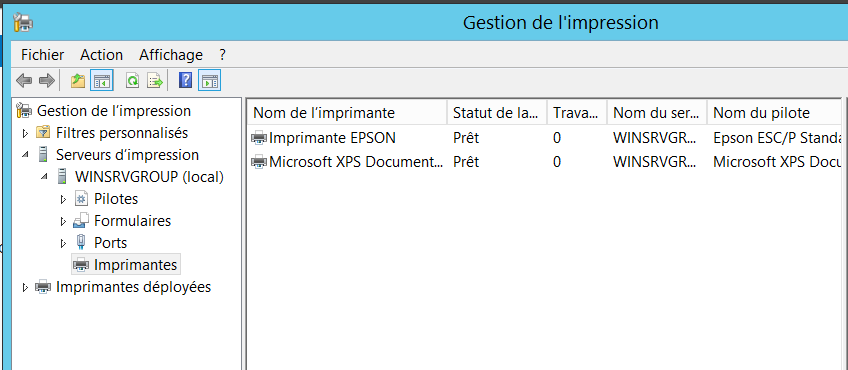 Gestion de l'impression
Fichier Action Affichage ?
Gestion de l'impression
Filtres personnalisés
Serveurs d'impression
WINSRVGROUP (local)
Pilotes
Formulaires
Ports
Imprimantes
Imprimantes déployées
Nom de l'imprimante Statut de la... Trava... Nom du ser... Nom du pilote
Imprimante EPSON Prêt 0 WINSRVGR... Epson ESC/P Standa
Microsoft XPS Document... Prêt 0 WINSRVGR... Microsoft XPS Docu